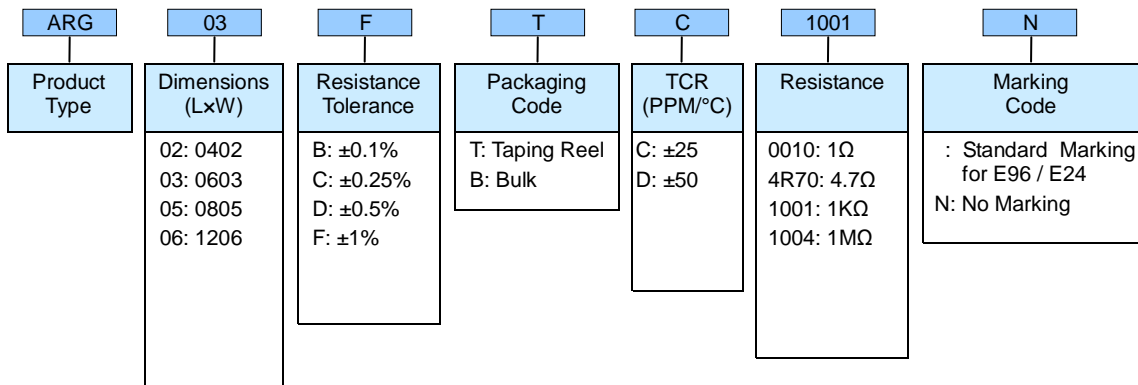 ARG 03 F T C 1001 N
Product
Type
Dimensions
(L×W)
Resistance
Tolerance
Packaging
Code
TCR
(PPM/°C)
Resistance
Marking
Code
02: 0402
03: 0603
05: 0805
06: 1206
B: ±0.1%
C: ±0.25%
D: ±0.5%
F: ±1%
T: Taping Reel
B: Bulk
C: ±25
D: ±50
0010: 1Ω
4R70: 4.7Ω
1001: 1KΩ
1004: 1MΩ
: Standard Marking
for E96 / E24
N: No Marking